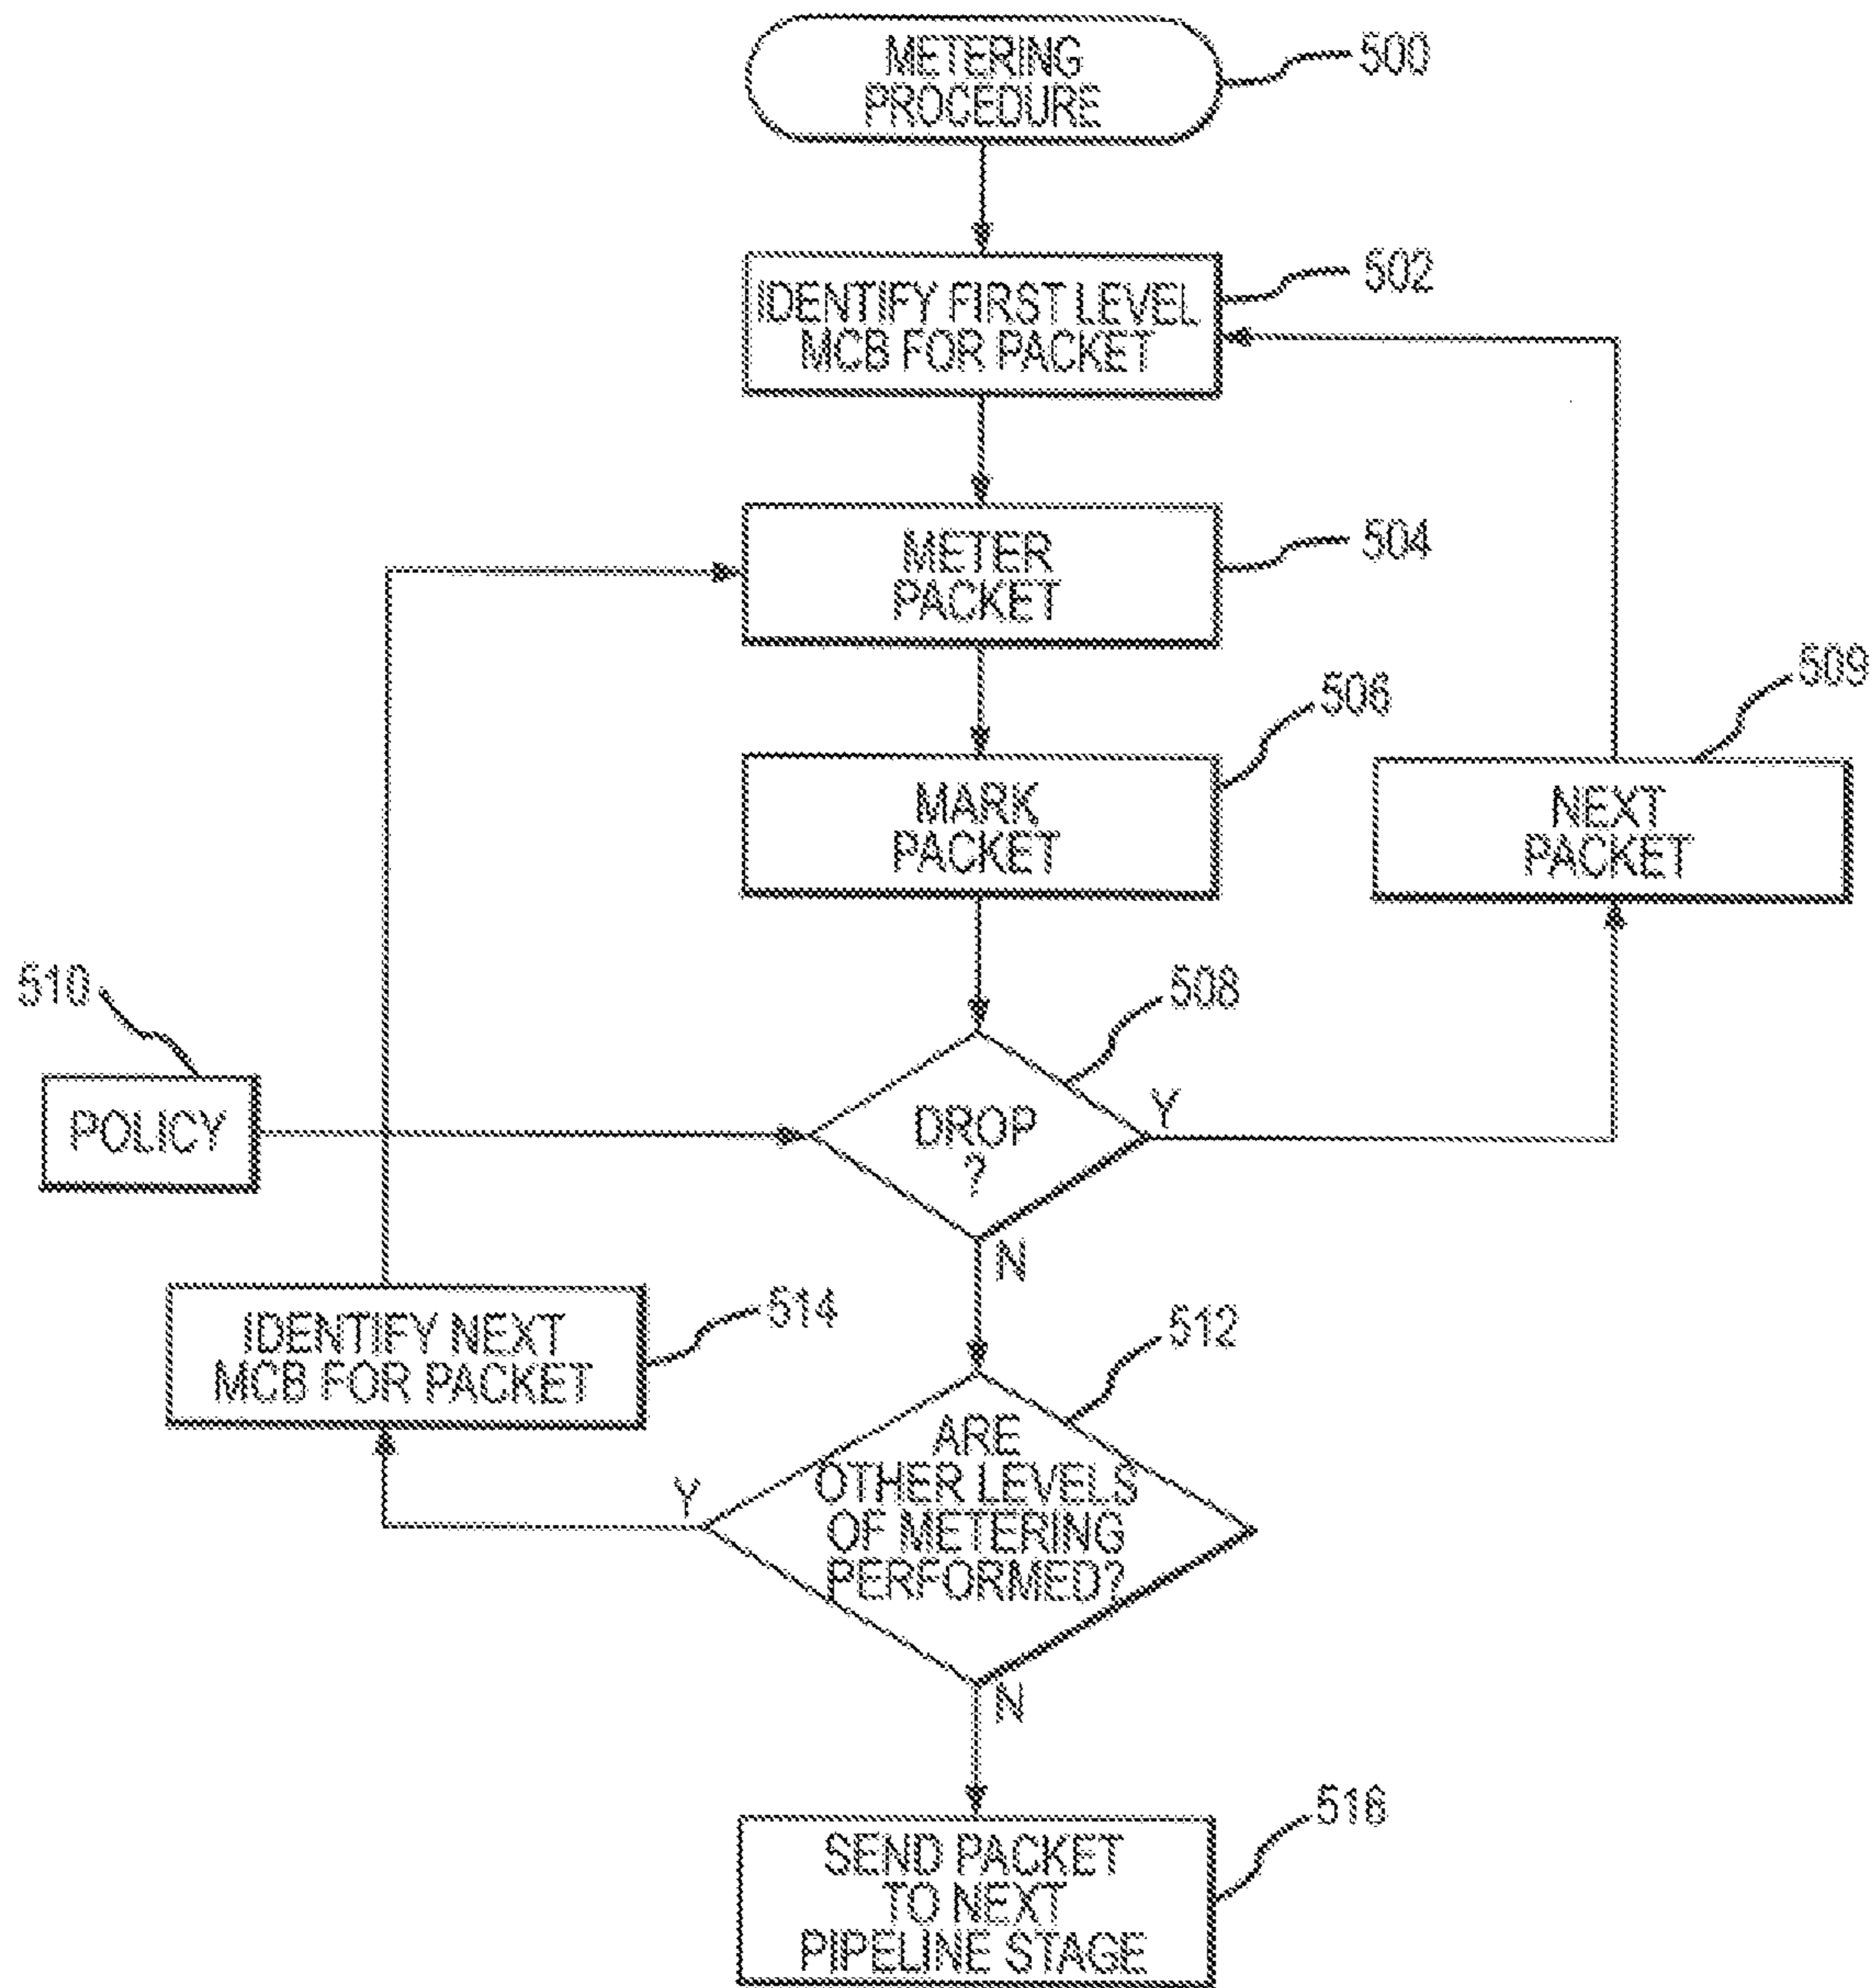 METERING
PROCEDURE
500
IDENTIFY FIRST LEVEL
MCB FOR PACKET
502
METER
PACKET
504
MARK
PACKET
506
NEXT
PACKET
509
510
POLICY
DROP
?
508
Y
N
IDENTIFY NEXT
MCB FOR PACKET
514
ARE
OTHER LEVELS
OF METERING
PERFORMED?
512
Y
N
SEND PACKET
TO NEXT
PIPELINE STAGE
516